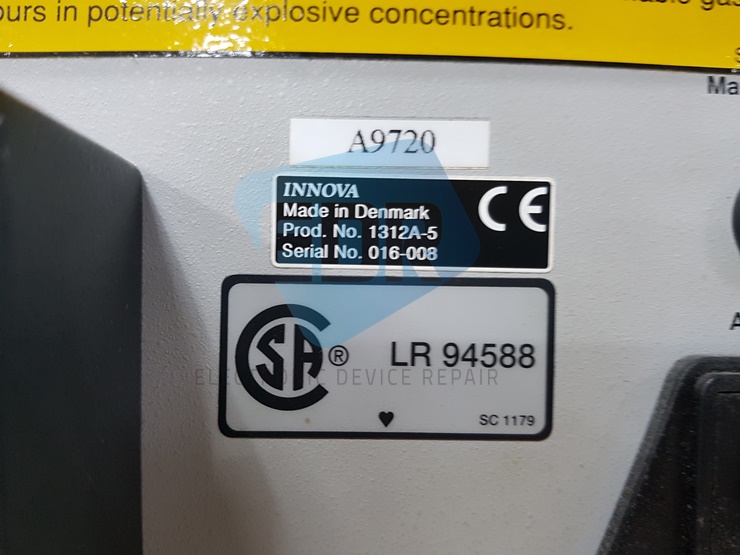 ours in potentially explosive concentrations.
Ma
A9720
INNOVA
Made in Denmark
Prod. No. 1312A-5
Serial No. 016-008
CE
CSA® LR 94588
ELECTRONIC DEVICE REPAIR
SC 1179